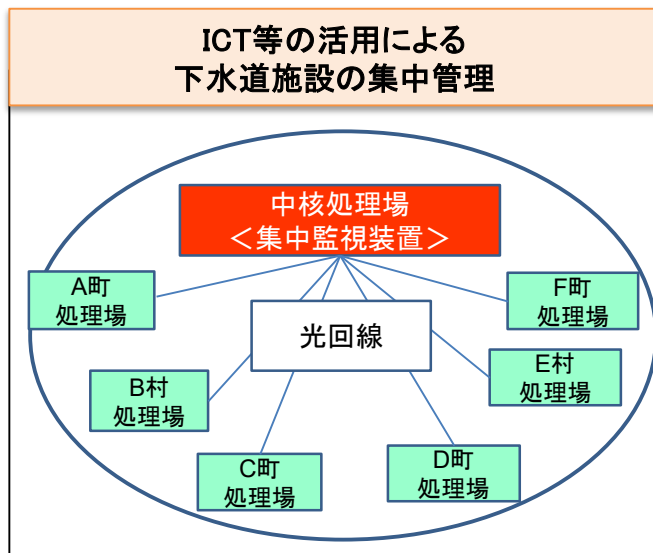 ICT等の活用による
下水道施設の集中管理
中核処理場
＜集中監視装置＞
A町
処理場
F町
処理場
光回線
B村
処理場
E村
処理場
C町
処理場
D町
処理場